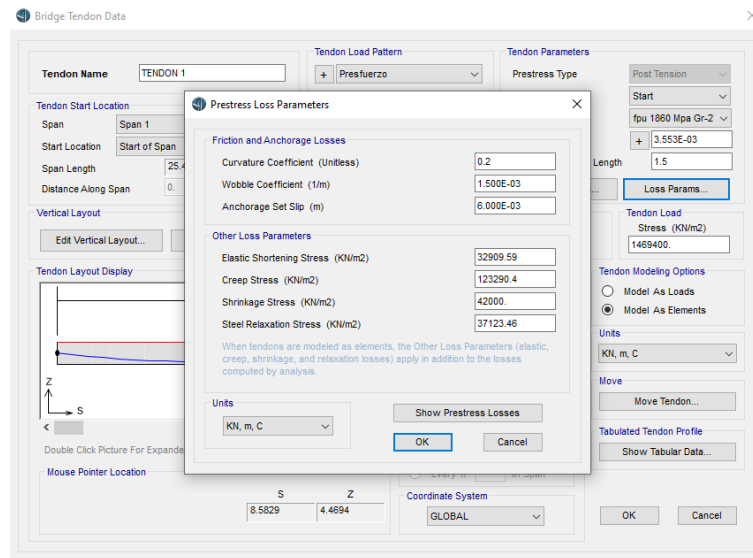 Bridge Tendon Data
Tendon Name
TENDON 1
Tendon Load Pattern
+ Presfuerzo
Tendon Parameters
Prestress Type
Post Tension
Start
fpu 1860 Mpa Gr-2
+ 3.553E-03
Length 1.5
Loss Params...
Tendon Start Location
Span
Span 1
Start Location
Start of Span
Span Length
25.4
Distance Along Span
0.
Vertical Layout
Edit Vertical Layout...
Tendon Load
Stress (KN/m2)
1469400.
Tendon Layout Display
Z
S
Double Click Picture For Expande
Mouse Pointer Location
S
Z
8.5829
4.4694
Prestress Loss Parameters
Friction and Anchorage Losses
Curvature Coefficient (Unitless)
0.2
Wobble Coefficient (1/m)
1.500E-03
Anchorage Set Slip (m)
6.000E-03
Other Loss Parameters
Elastic Shortening Stress (KN/m2)
32909.59
Creep Stress (KN/m2)
123290.4
Shrinkage Stress (KN/m2)
42000.
Steel Relaxation Stress (KN/m2)
37123.46
When tendons are modeled as elements, the Other Loss Parameters (elastic,
creep, shrinkage, and relaxation losses) apply in addition to the losses
computed by analysis.
Units
KN, m, C
Show Prestress Losses
OK
Cancel
Tendon Modeling Options
Model As Loads
Model As Elements
Units
KN, m, C
Move
Move Tendon...
Tabulated Tendon Profile
Show Tabular Data...
Coordinate System
GLOBAL
OK
Cancel